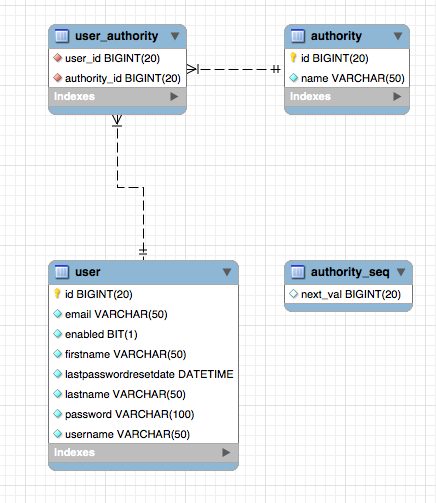 user_authority
user_id BIGINT(20)
authority_id BIGINT(20)
Indexes
authority
id BIGINT(20)
name VARCHAR(50)
Indexes
user
id BIGINT(20)
email VARCHAR(50)
enabled BIT(1)
firstname VARCHAR(50)
lastpasswordresetdate DATETIME
lastname VARCHAR(50)
password VARCHAR(100)
username VARCHAR(50)
Indexes
authority_seq
next_val BIGINT(20)